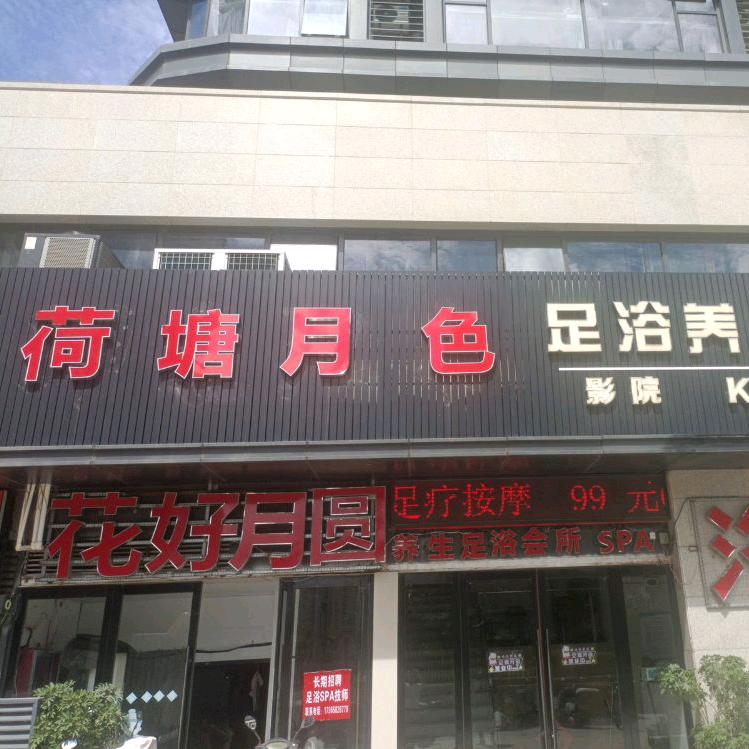 荷塘月色
足浴养
影院 K
足疗按摩 99 元
花好月圆
养生足浴会所 SPA
长期招聘
足浴SPA技师